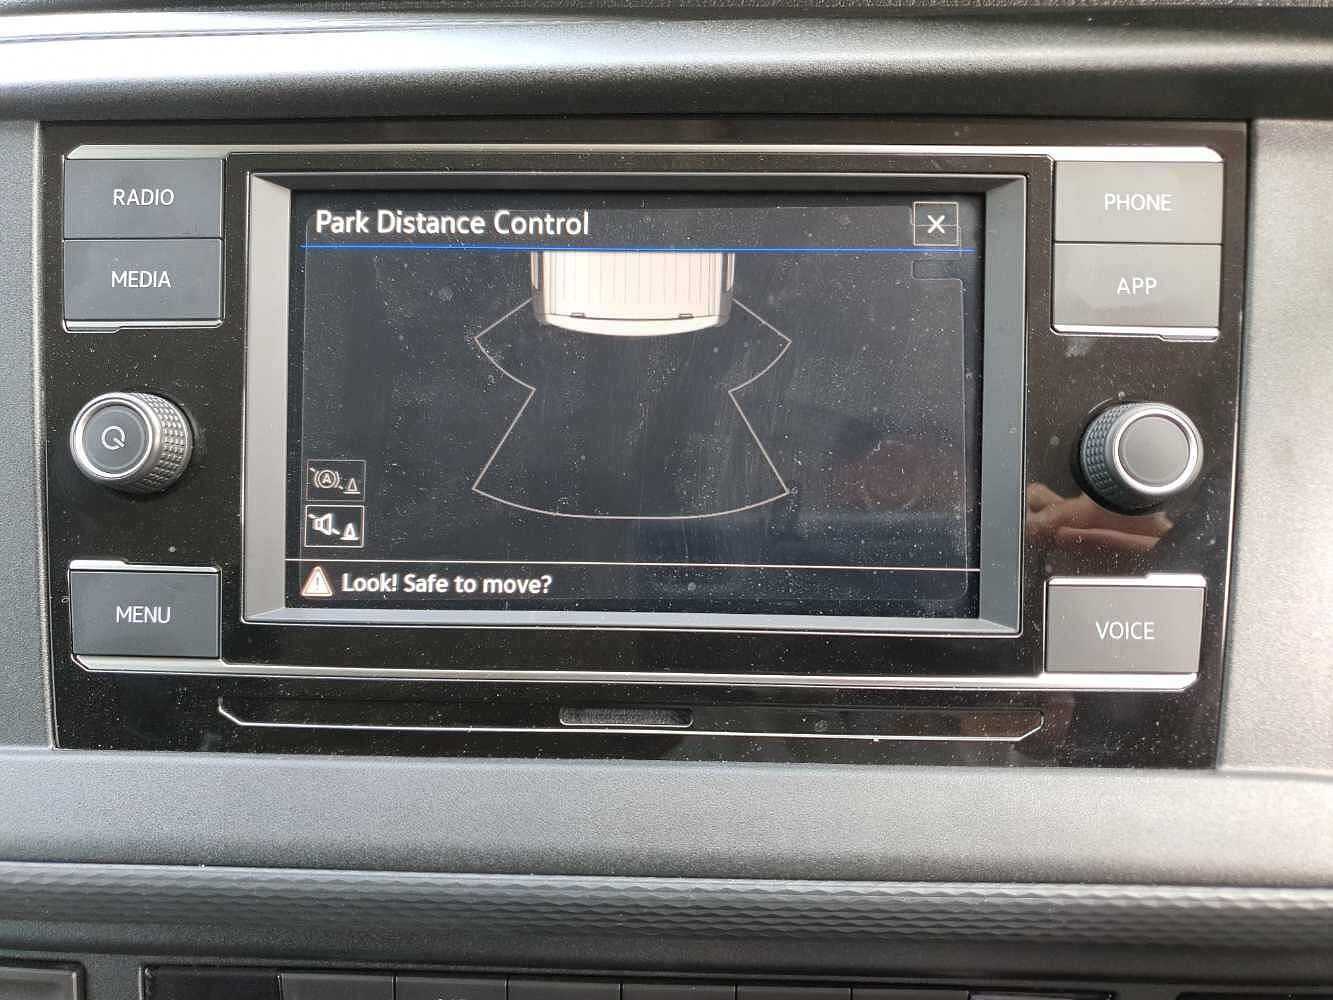 RADIO
MEDIA
Park Distance Control
PHONE
APP
A
Look! Safe to move?
MENU
VOICE